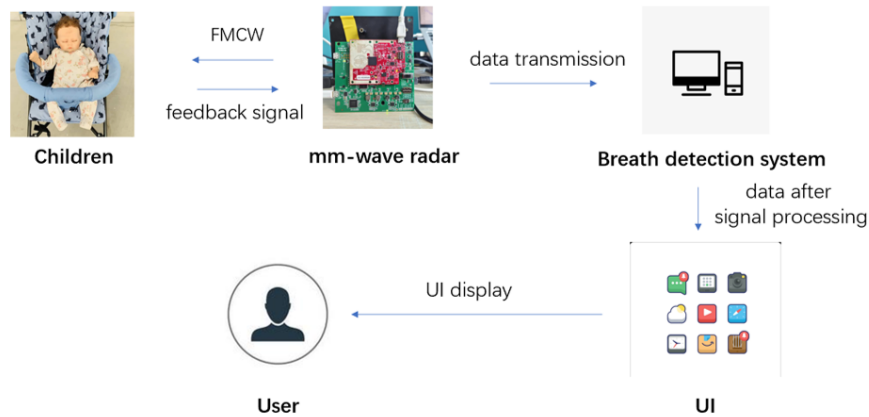 FMCW
feedback signal
data transmission
Children
mm-wave radar
Breath detection system
data after
signal processing
UI display
User
UI